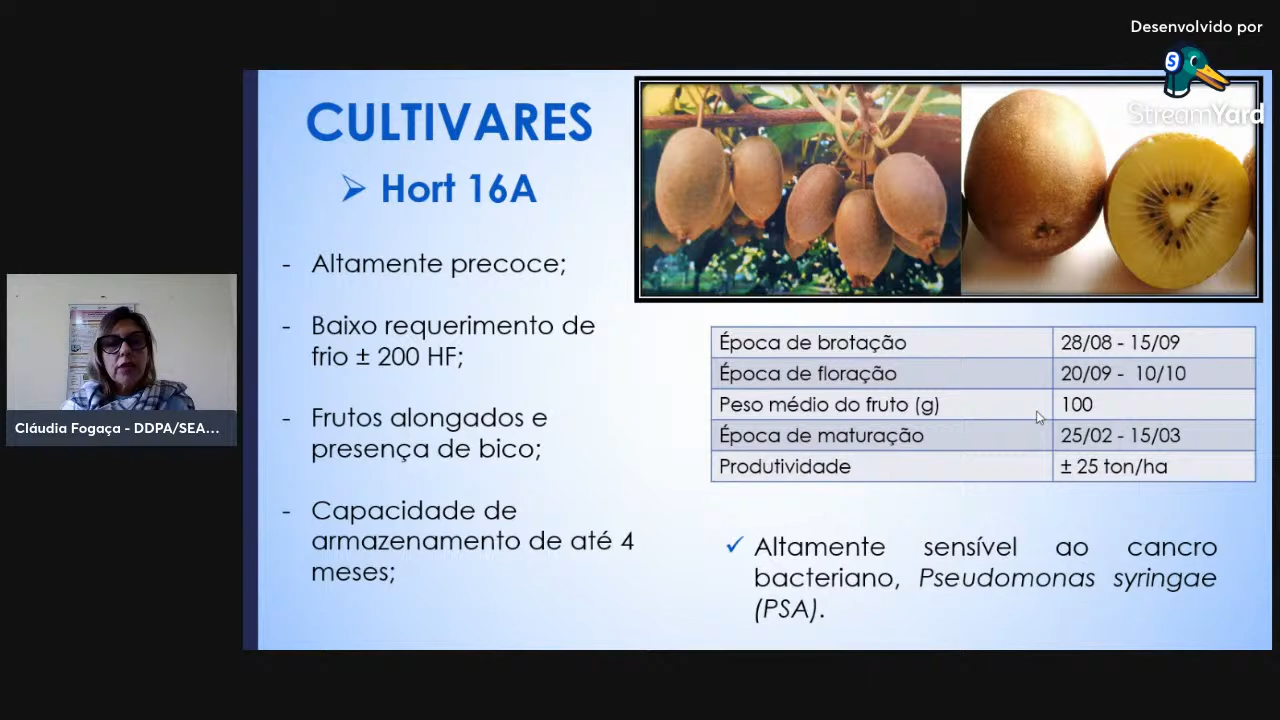 Desenvolvido por
S
StreamYard
CULTIVARES
➢ Hort 16A
- Altamente precoce;
- Baixo requerimento de
frio ± 200 HF;
- Frutos alongados e
presença de bico;
- Capacidade de
armazenamento de até 4
meses;
Época de brotação 28/08 - 15/09
Época de floração 20/09 - 10/10
Peso médio do fruto (g) 100
Época de maturação 25/02 - 15/03
Produtividade ± 25 ton/ha
✓ Altamente sensível ao cancro
bacteriano, Pseudomonas syringae
(PSA).
Cláudia Fogaça - DDPA/SEA...